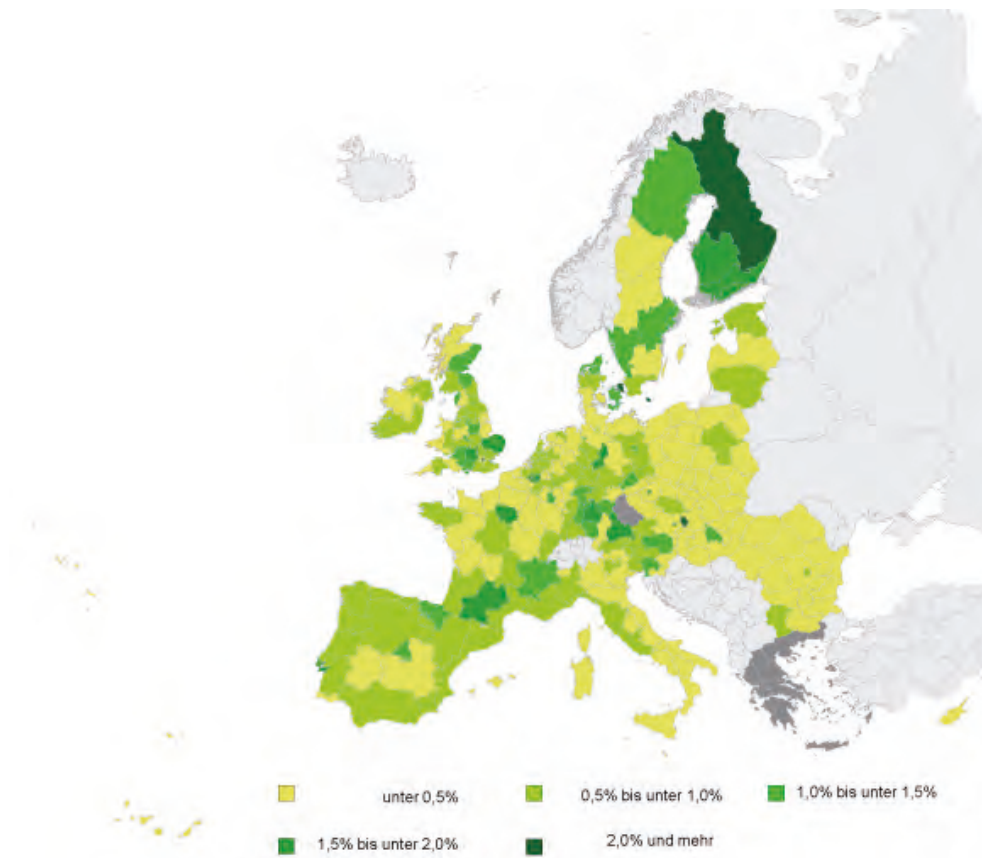 unter 0,5%
0,5% bis unter 1,0%
1,0% bis unter 1,5%
1,5% bis unter 2,0%
2,0% und mehr